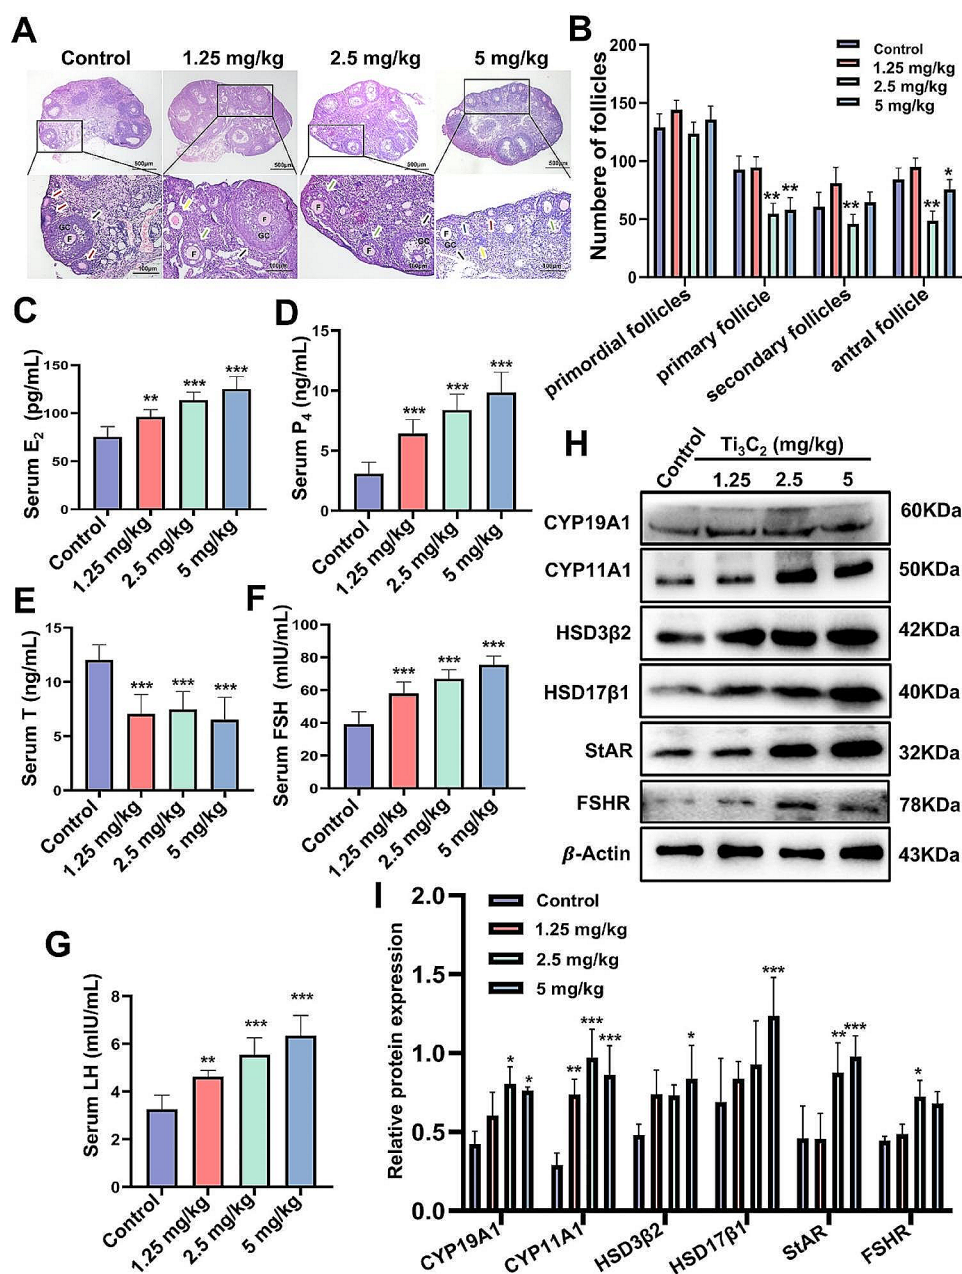 A
Control
1.25 mg/kg
2.5 mg/kg
5 mg/kg
500μm
500μm
500μm
500μm
GC
F
100μm
F
GC
100μm
F
F
GC
100μm
F
GC
100μm
B
Numbere of follicles
200
150
100
50
0
Control
1.25 mg/kg
2.5 mg/kg
5 mg/kg
** **
**
** *
primordial follicles
primary follicle
secondary follicles
antral follicle
C
Serum E2 (pg/mL)
150
100
50
0
** *** ***
Control
1.25 mg/kg
2.5 mg/kg
5 mg/kg
D
Serum P4 (ng/mL)
15
10
5
0
*** *** ***
Control
1.25 mg/kg
2.5 mg/kg
5 mg/kg
E
Serum T (ng/mL)
15
10
5
0
*** *** ***
Control
1.25 mg/kg
2.5 mg/kg
5 mg/kg
F
Serum FSH (mIU/mL)
100
80
60
40
20
0
*** *** ***
Control
1.25 mg/kg
2.5 mg/kg
5 mg/kg
G
Serum LH (mIU/mL)
8
6
4
2
0
** *** ***
Control
1.25 mg/kg
2.5 mg/kg
5 mg/kg
H
Control
Ti3C2 (mg/kg)
1.25 2.5 5
CYP19A1 60KDa
CYP11A1 50KDa
HSD3β2 42KDa
HSD17β1 40KDa
StAR 32KDa
FSHR 78KDa
β-Actin 43KDa
I
Relative protein expression
2.0
1.5
1.0
0.5
0.0
Control
1.25 mg/kg
2.5 mg/kg
5 mg/kg
* *
** *** ***
*
***
** ***
*
CYP19A1
CYP11A1
HSD3β2
HSD17β1
StAR
FSHR